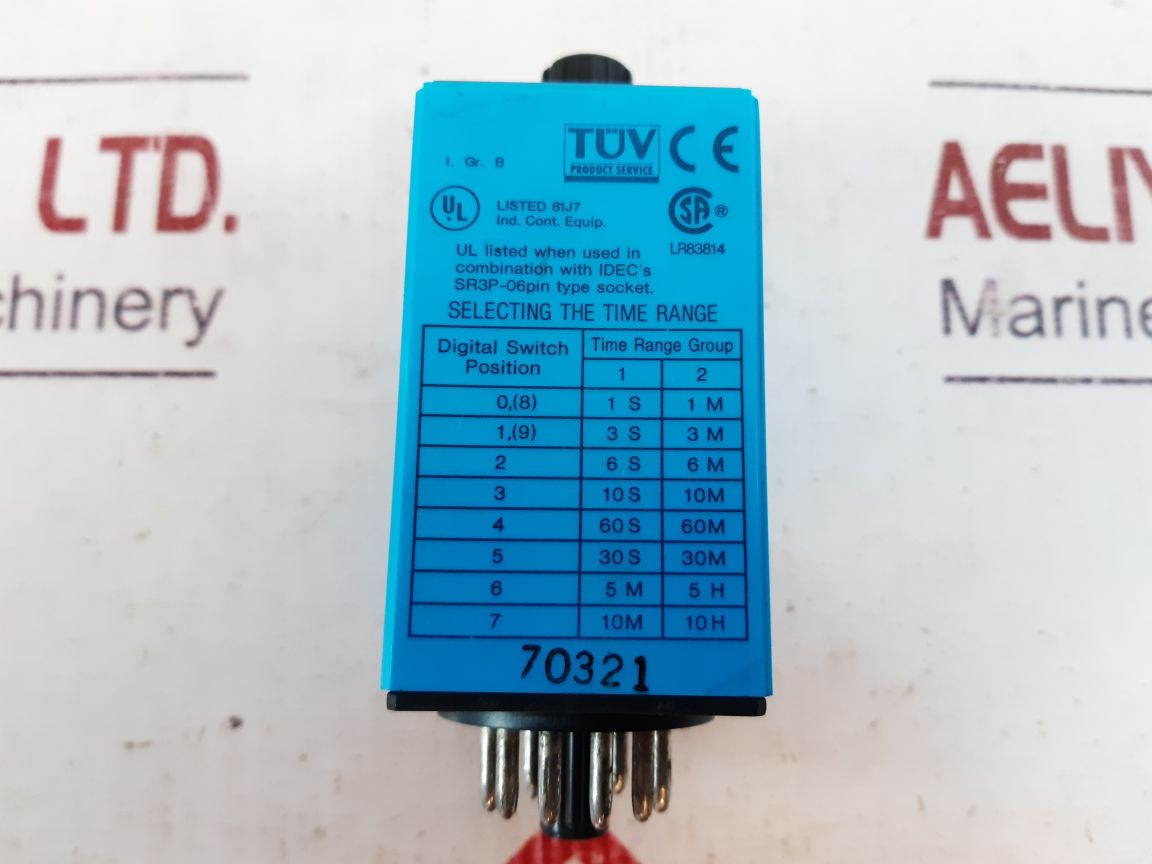 LTD.
chinery
AELIY
Marine
I. Gr. B
TÜV
PRODUCT SERVICE
CE
UL
LISTED 61J7
Ind. Cont. Equip.
SA ®
LR83814
UL listed when used in
combination with IDEC's
SR3P-06pin type socket.
SELECTING THE TIME RANGE
Digital Switch
Position
Time Range Group
1 2
0,(8) 1 S 1 M
1,(9) 3 S 3 M
2 6 S 6 M
3 10 S 10M
4 60 S 60M
5 30 S 30M
6 5 M 5 H
7 10M 10H
70321